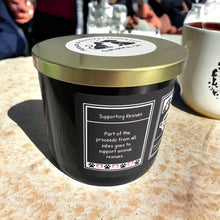 Supporting Rescues
Part of the
proceeds from all
sales goes to
support animal
rescues.